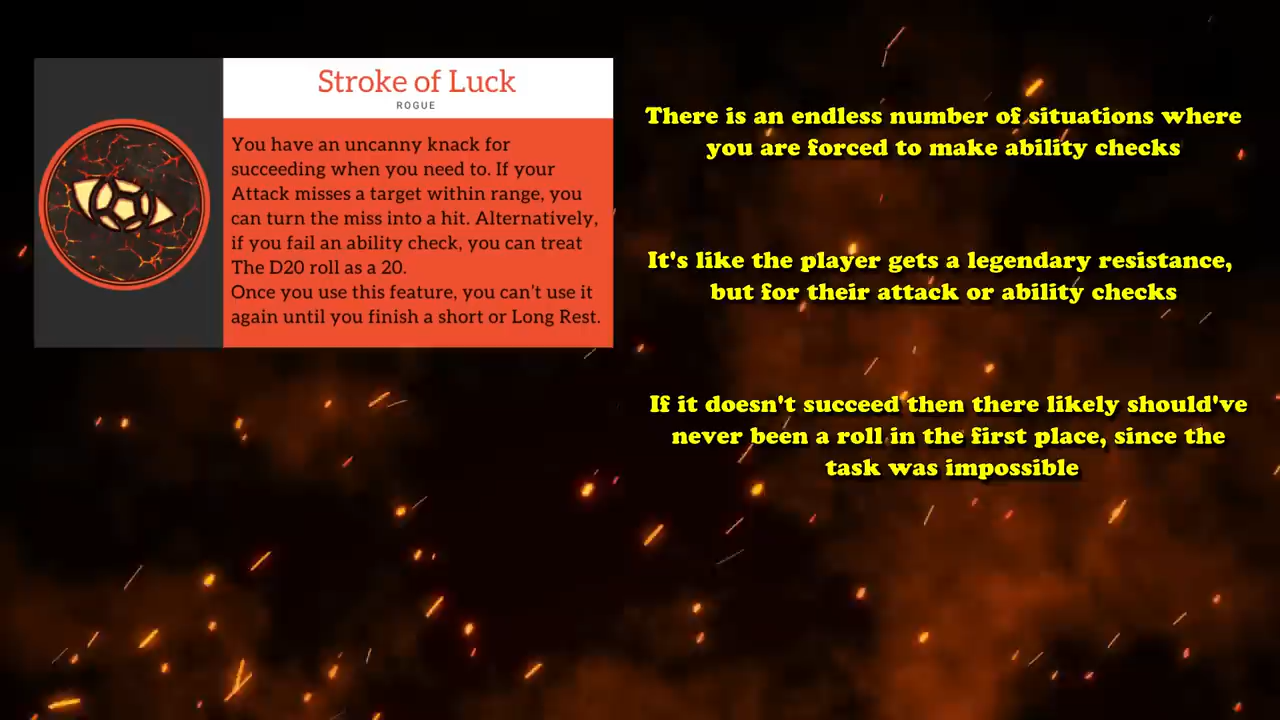 Stroke of Luck
ROGUE
You have an uncanny knack for
succeeding when you need to. If your
Attack misses a target within range, you
can turn the miss into a hit. Alternatively,
if you fail an ability check, you can treat
The D20 roll as a 20.
Once you use this feature, you can't use it
again until you finish a short or Long Rest.
There is an endless number of situations where
you are forced to make ability checks
It's like the player gets a legendary resistance,
but for their attack or ability checks
If it doesn't succeed then there likely should've
never been a roll in the first place, since the
task was impossible